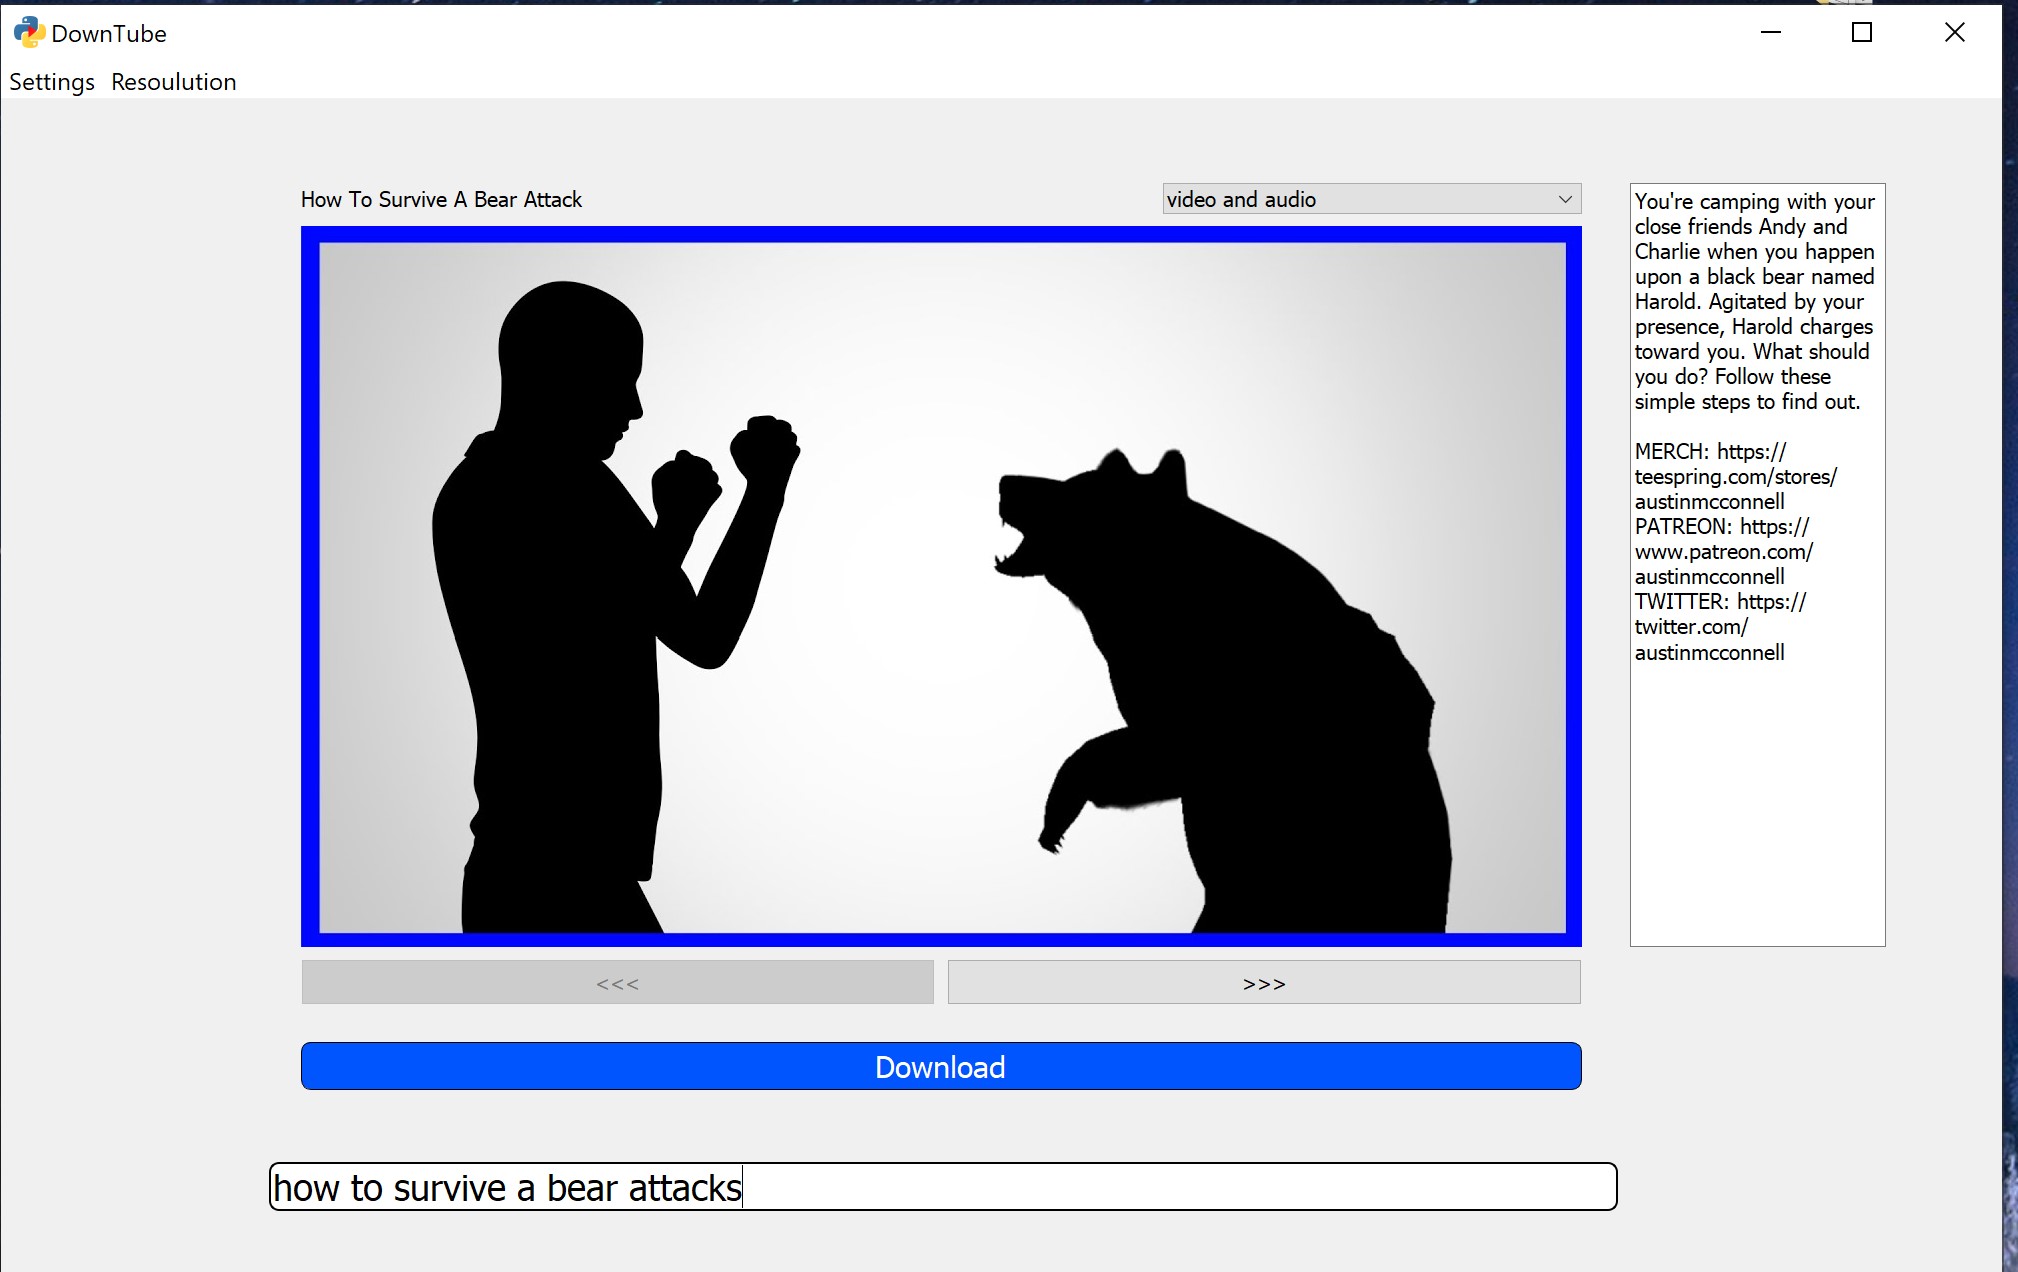 DownTube
Settings Resoulution
How To Survive A Bear Attack
video and audio
You're camping with your
close friends Andy and
Charlie when you happen
upon a black bear named
Harold. Agitated by your
presence, Harold charges
toward you. What should
you do? Follow these
simple steps to find out.
MERCH: https://
teespring.com/stores/
austinmcconnell
PATREON: https://
www.patreon.com/
austinmcconnell
TWITTER: https://
twitter.com/
austinmcconnell
<<< >>>
Download
how to survive a bear attacks